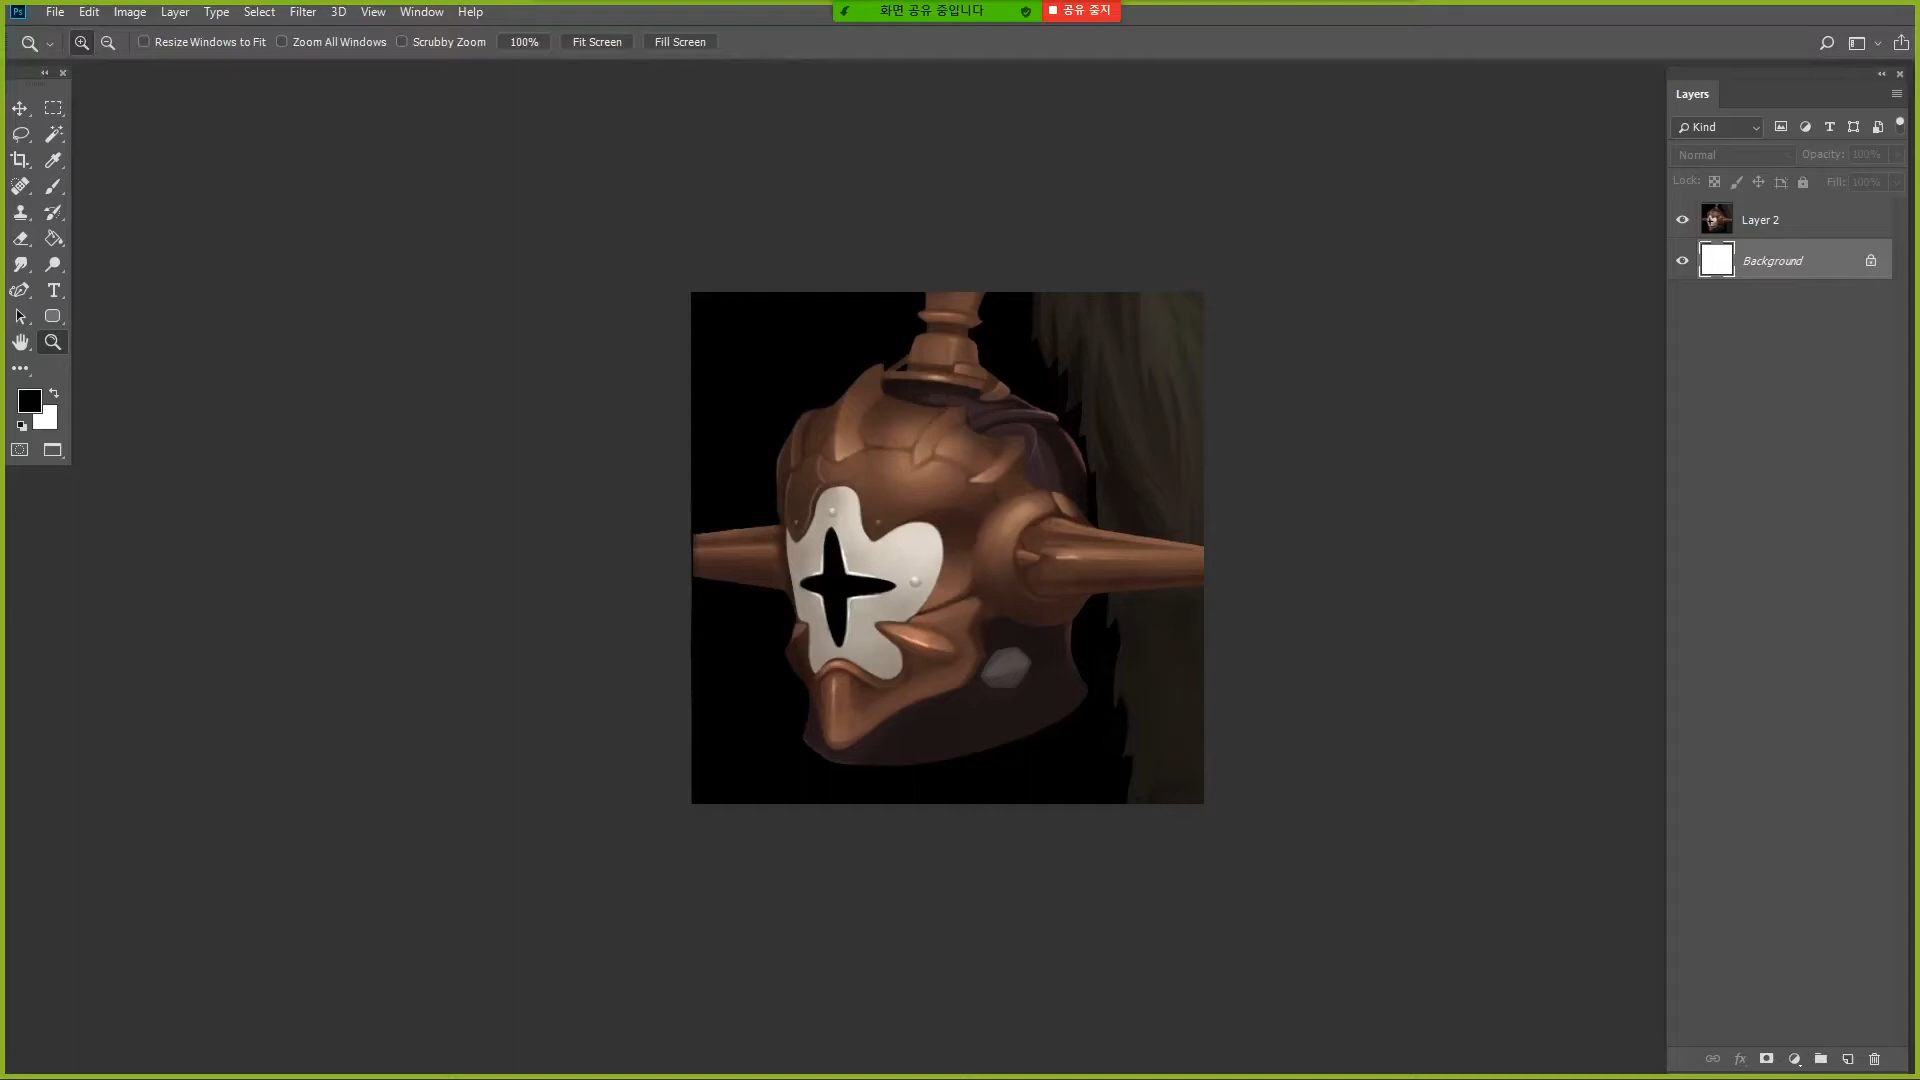 Ps File Edit Image Layer Type Select Filter 3D View Window Help
화면 공유 중입니다 공유 중지
Resize Windows to Fit Zoom All Windows Scrubby Zoom 100% Fit Screen Fill Screen
Layers
Kind
Normal Opacity: 100%
Lock: Fill: 100%
Layer 2
Background
fx